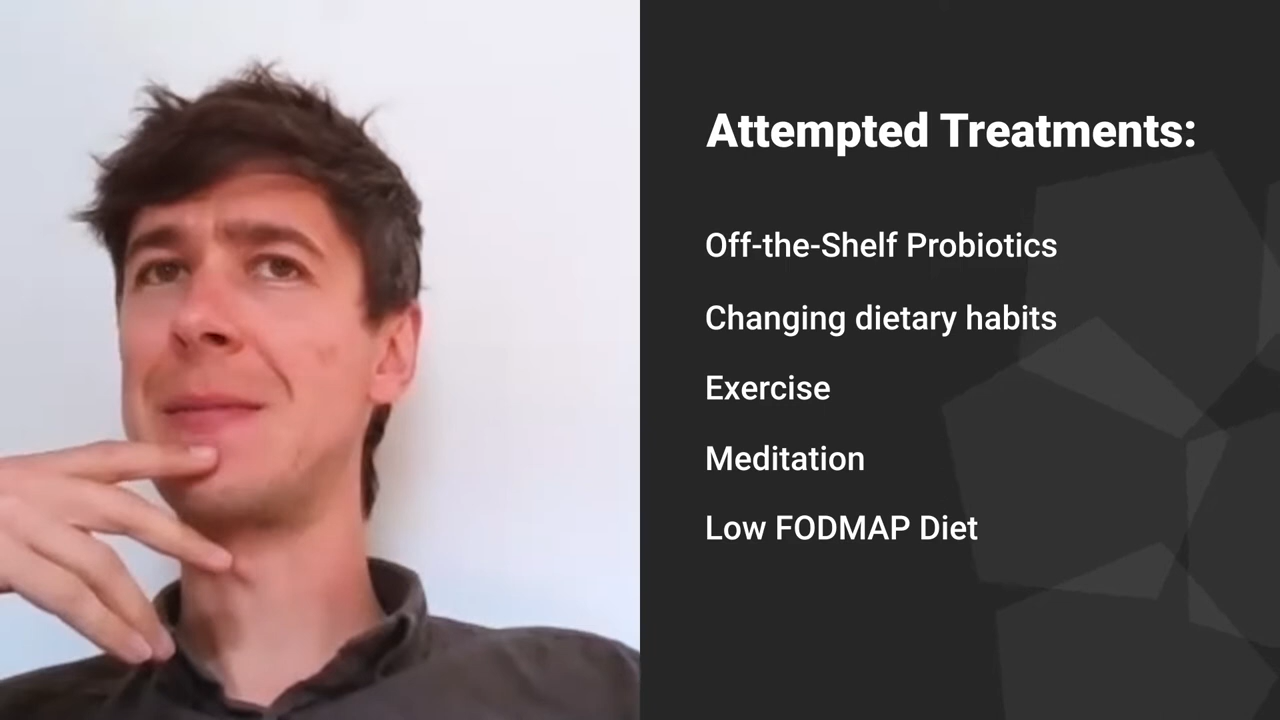 Attempted Treatments:
Off-the-Shelf Probiotics
Changing dietary habits
Exercise
Meditation
Low FODMAP Diet